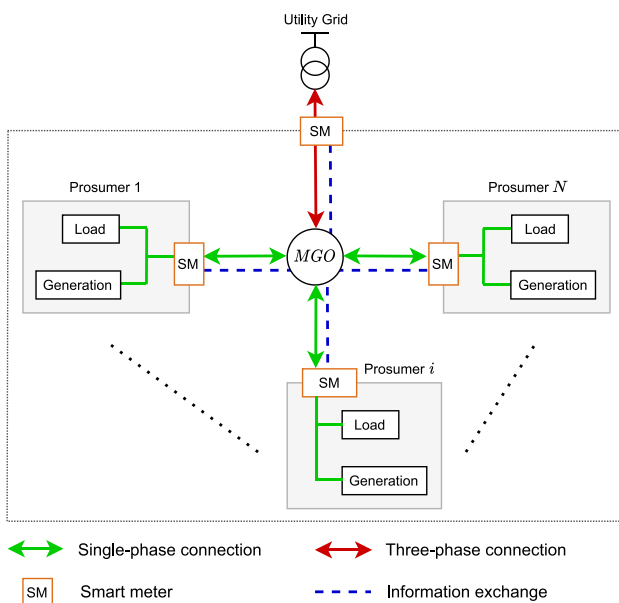 Utility Grid
SM
Prosumer 1
Prosumer N
Load
Generation
SM
MGO
SM
Load
Generation
Prosumer i
SM
Load
Generation
Single-phase connection
Three-phase connection
SM
Smart meter
Information exchange